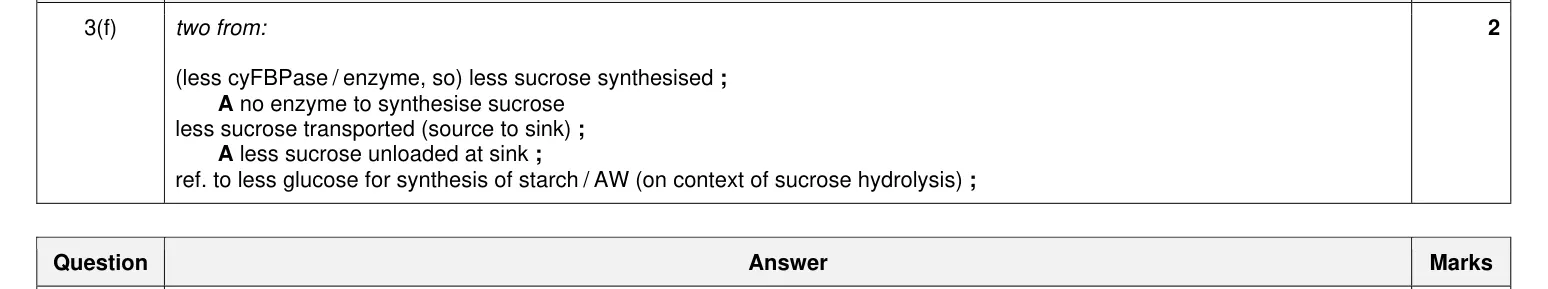 3(f) two from: 2
(less cyFBPase / enzyme, so) less sucrose synthesised ;
A no enzyme to synthesise sucrose
less sucrose transported (source to sink) ;
A less sucrose unloaded at sink ;
ref. to less glucose for synthesis of starch / AW (on context of sucrose hydrolysis) ;
Question Answer Marks